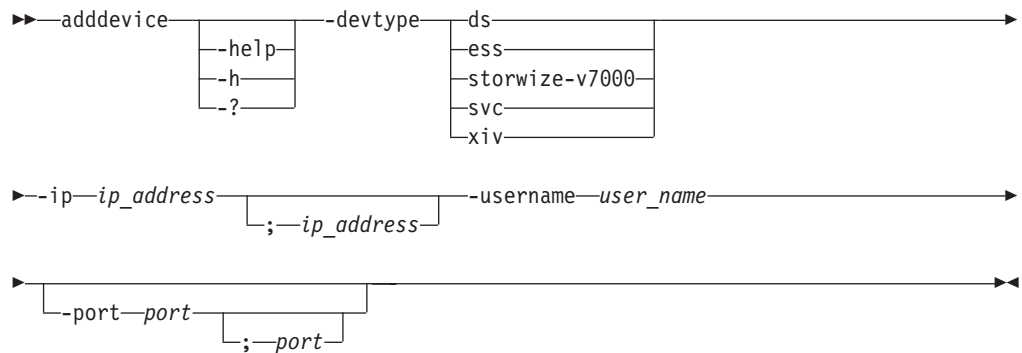 adddevice -devtype ds
-help ess
-h storwize-v7000
-? svc
xiv
-ip ip_address -username user_name
; ip_address
-port port
; port